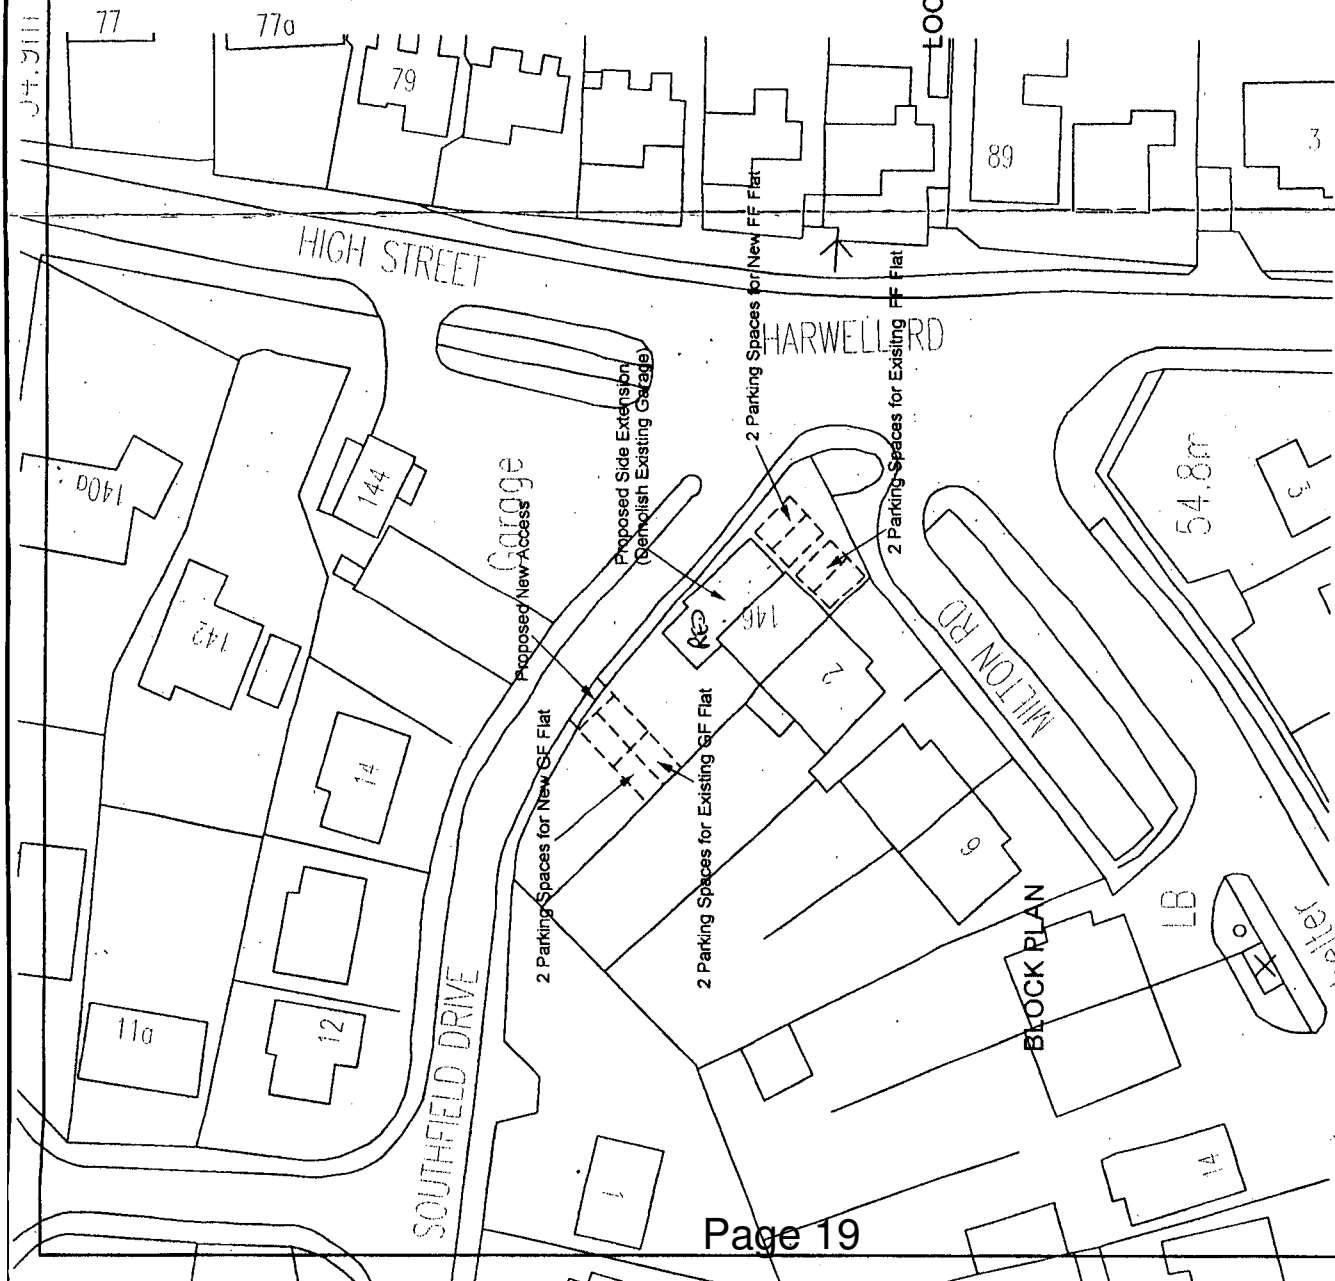 77
77a
LOC
79
89
3
HIGH STREET
HARWELL RD
2 Parking Spaces for New FF Flat
2 Parking Spaces for Exisitng FF Flat
Proposed Side Extension
(Demolish Existing Garage)
140a
144
Garage
Proposed New Access
54.8m
3
142
146
RED
2
MILTON RD
14
2 Parking Spaces for New GF Flat
2 Parking Spaces for Existing GF Flat
6
BLOCK PLAN
LB
11a
12
SOUTHFIELD DRIVE
1
14
Page 19